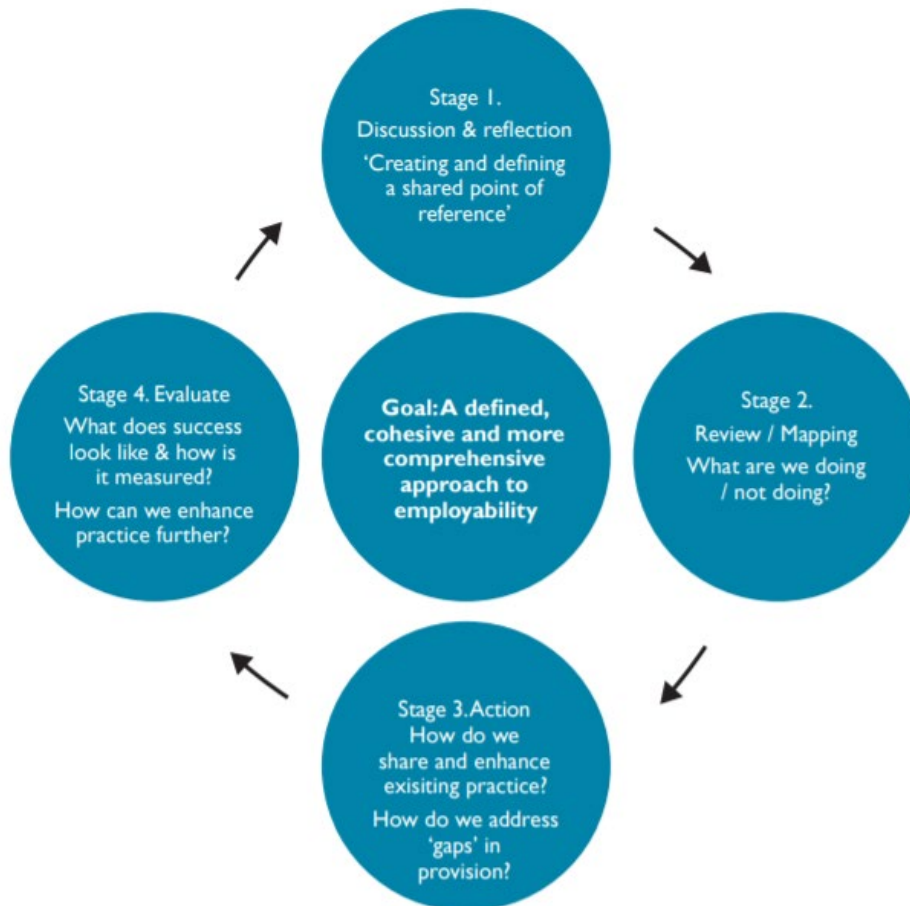 Stage 1.
Discussion & reflection
‘Creating and defining
a shared point of
reference’
Stage 2.
Review / Mapping
What are we doing
/ not doing?
Stage 3. Action
How do we
share and enhance
exisiting practice?
How do we address
‘gaps’ in
provision?
Stage 4. Evaluate
What does success
look like & how is
it measured?
How can we enhance
practice further?
Goal: A defined,
cohesive and more
comprehensive
approach to
employability